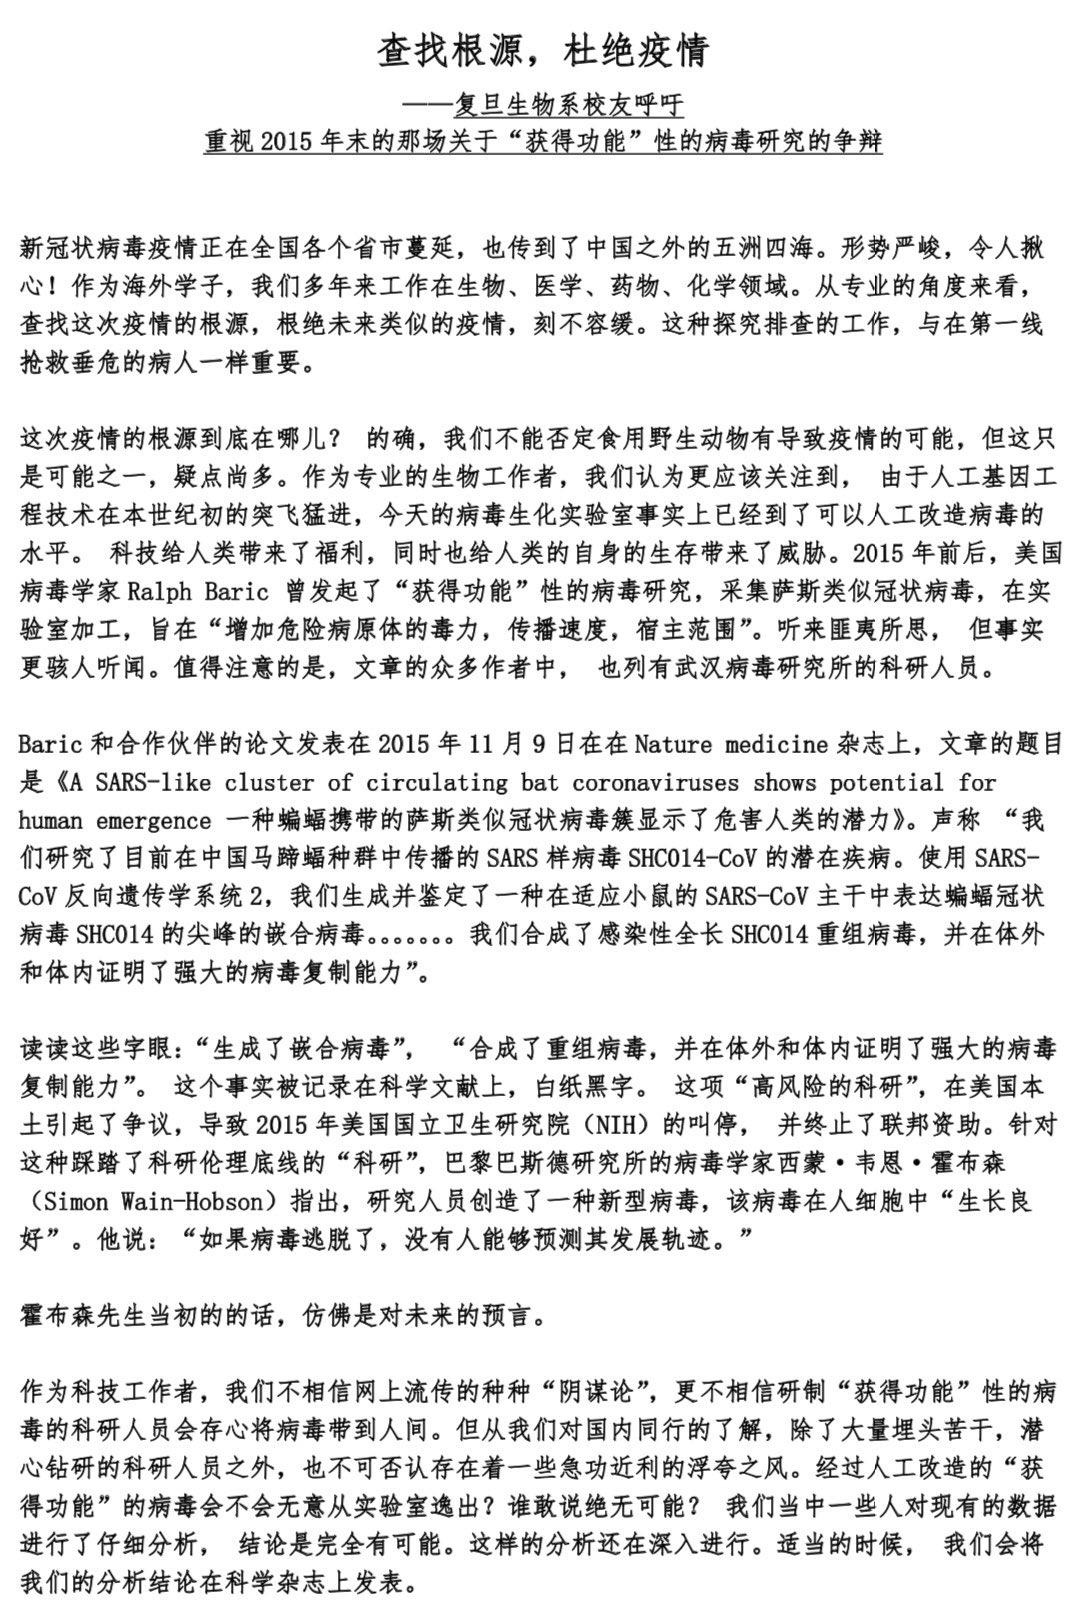 查找根源，杜绝疫情
——复旦生物系校友呼吁
重视 2015 年末的那场关于“获得功能”性的病毒研究的争辩
新冠状病毒疫情正在全国各个省市蔓延，也传到了中国之外的五洲四海。形势严峻，令人揪
心！作为海外学子，我们多年来工作在生物、医学、药物、化学领域。从专业的角度来看，
查找这次疫情的根源，根绝未来类似的疫情，刻不容缓。这种探究排查的工作，与在第一线
抢救垂危的病人一样重要。
这次疫情的根源到底在哪儿？ 的确，我们不能否定食用野生动物有导致疫情的可能，但这只
是可能之一，疑点尚多。作为专业的生物工作者，我们认为更应该关注到， 由于人工基因工
程技术在本世纪初的突飞猛进，今天的病毒生化实验室事实上已经到了可以人工改造病毒的
水平。 科技给人类带来了福利，同时也给人类的自身的生存带来了威胁。2015 年前后，美国
病毒学家 Ralph Baric 曾发起了“获得功能”性的病毒研究，采集萨斯类似冠状病毒，在实
验室加工，旨在“增加危险病原体的毒力，传播速度，宿主范围”。听来匪夷所思， 但事实
更骇人听闻。值得注意的是，文章的众多作者中， 也列有武汉病毒研究所的科研人员。
Baric 和合作伙伴的论文发表在 2015 年 11 月 9 日在在 Nature medicine 杂志上，文章的题目
是《A SARS-like cluster of circulating bat coronaviruses shows potential for
human emergence 一种蝙蝠携带的萨斯类似冠状病毒簇显示了危害人类的潜力》。声称 “我
们研究了目前在中国马蹄蝠种群中传播的 SARS 样病毒 SHC014-CoV 的潜在疾病。使用 SARS-
CoV 反向遗传学系统 2，我们生成并鉴定了一种在适应小鼠的 SARS-CoV 主干中表达蝙蝠冠状
病毒 SHC014 的尖峰的嵌合病毒。。。。。。。我们合成了感染性全长 SHC014 重组病毒，并在体外
和体内证明了强大的病毒复制能力”。
读读这些字眼：“生成了嵌合病毒”， “合成了重组病毒，并在体外和体内证明了强大的病毒
复制能力”。 这个事实被记录在科学文献上，白纸黑字。 这项“高风险的科研”，在美国本
土引起了争议，导致 2015 年美国国立卫生研究院（NIH）的叫停， 并终止了联邦资助。针对
这种踩踏了科研伦理底线的“科研”，巴黎巴斯德研究所的病毒学家西蒙·韦恩·霍布森
（Simon Wain-Hobson）指出，研究人员创造了一种新型病毒，该病毒在人细胞中“生长良
好”。他说：“如果病毒逃脱了，没有人能够预测其发展轨迹。”
霍布森先生当初的的话，仿佛是对未来的预言。
作为科技工作者，我们不相信网上流传的种种“阴谋论”，更不相信研制“获得功能”性的病
毒的科研人员会存心将病毒带到人间。但从我们对国内同行的了解，除了大量埋头苦干，潜
心钻研的科研人员之外，也不可否认存在着一些急功近利的浮夸之风。经过人工改造的“获
得功能”的病毒会不会无意从实验室逸出？谁敢说绝无可能？ 我们当中一些人对现有的数据
进行了仔细分析， 结论是完全有可能。这样的分析还在深入进行。适当的时候， 我们会将
我们的分析结论在科学杂志上发表。